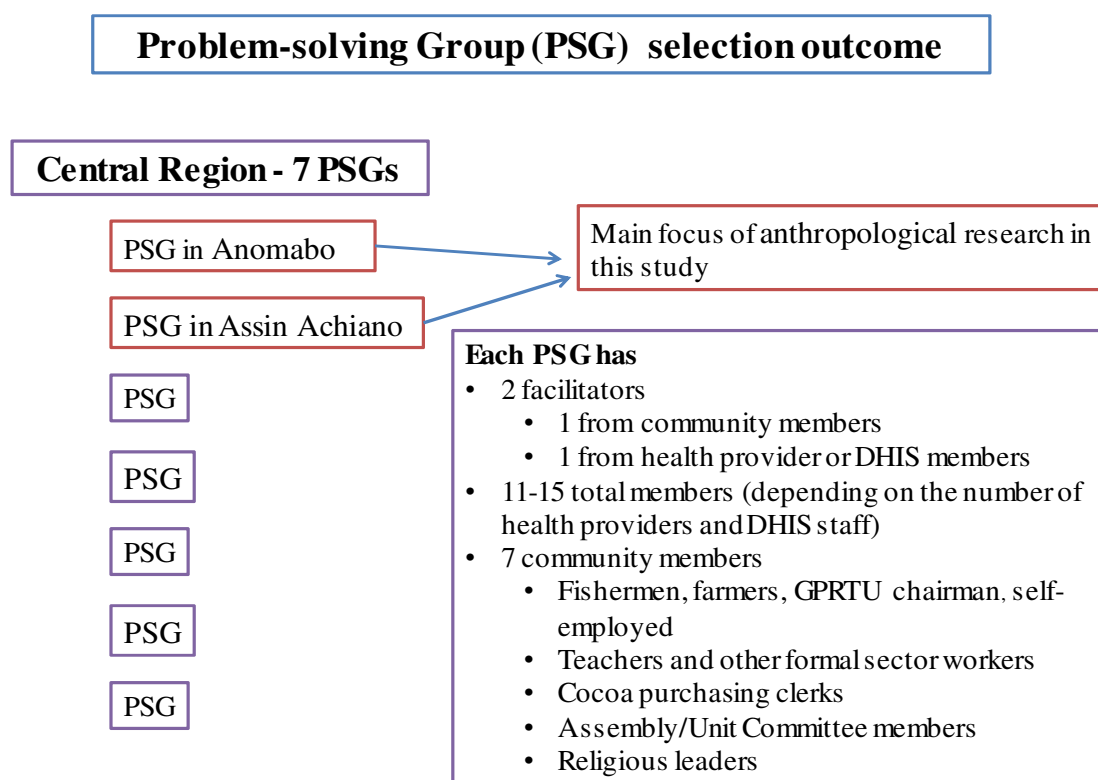 Problem-solving Group (PSG) selection outcome
Central Region - 7 PSGs
PSG in Anomabo
Main focus of anthropological research in
this study
PSG in Assin Achiano
PSG
PSG
PSG
PSG
PSG
Each PSG has
• 2 facilitators
• 1 from community members
• 1 from health provider or DHIS members
• 11-15 total members (depending on the number of
health providers and DHIS staff)
• 7 community members
• Fishermen, farmers, GPRTU chairman, self-
employed
• Teachers and other formal sector workers
• Cocoa purchasing clerks
• Assembly/Unit Committee members
• Religious leaders